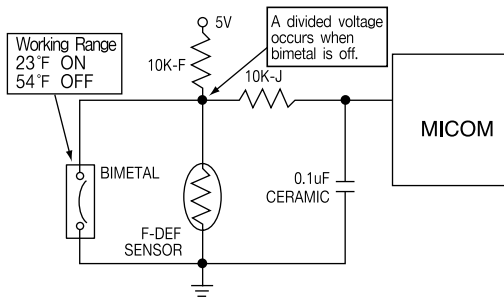 Working Range
23°F ON
54°F OFF
5V
10K-F
A divided voltage
occurs when
bimetal is off.
10K-J
MICOM
BIMETAL
F-DEF
SENSOR
0.1uF
CERAMIC